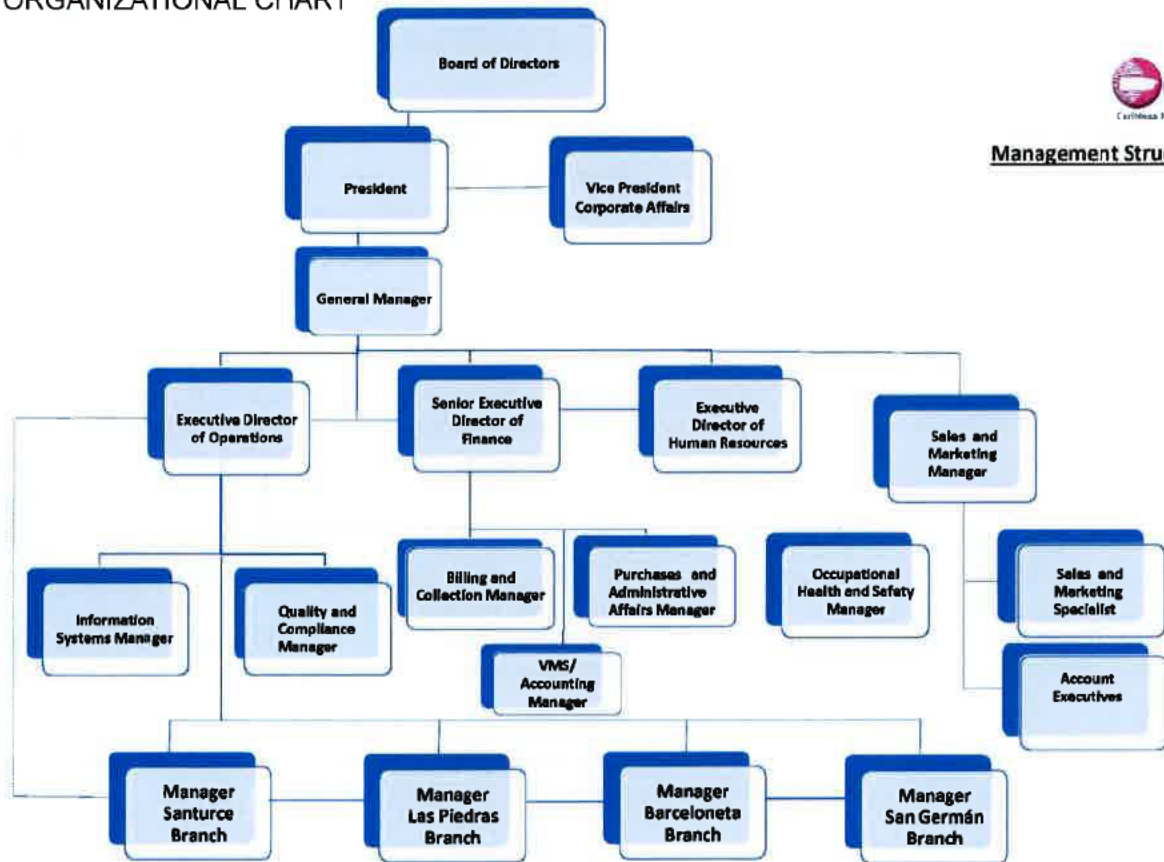 ORGANIZATIONAL CHART
Board of Directors
Management Struc
President
Vice President
Corporate Affairs
General Manager
Executive Director
of Operations
Senior Executive
Director of
Finance
Executive
Director of
Human Resources
Sales and
Marketing
Manager
Information
Systems Manager
Quality and
Compliance
Manager
Billing and
Collection Manager
Purchases and
Administrative
Affairs Manager
Occupational
Health and Safety
Manager
Sales and
Marketing
Specialist
VMS/
Accounting
Manager
Account
Executives
Manager
Santurce
Branch
Manager
Las Piedras
Branch
Manager
Barceloneta
Branch
Manager
San Germán
Branch